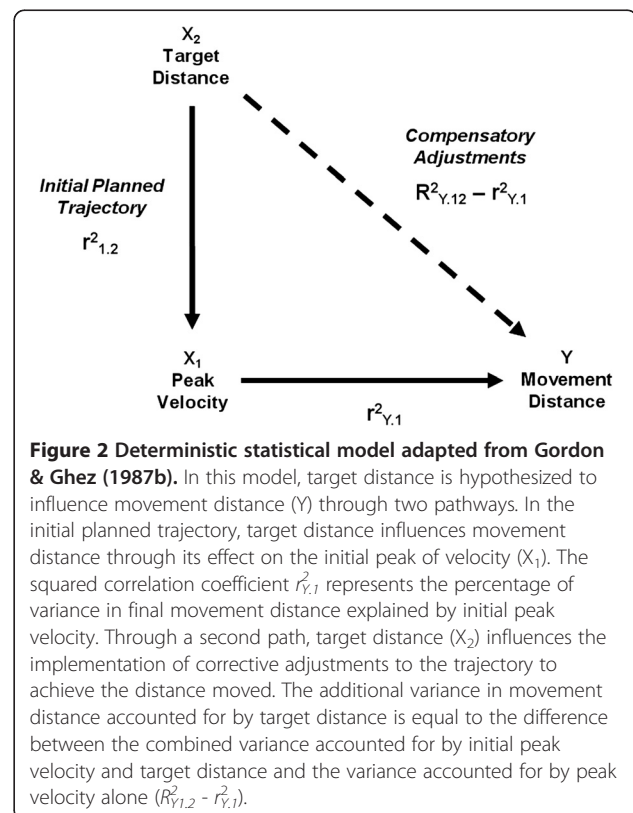 X₂
Target
Distance
Compensatory
Adjustments
R²Y.12 – r²Y.1
Initial Planned
Trajectory
r²1.2
X₁
Peak
Velocity
Y
Movement
Distance
r²Y.1
Figure 2 Deterministic statistical model adapted from Gordon
& Ghez (1987b). In this model, target distance is hypothesized to
influence movement distance (Y) through two pathways. In the
initial planned trajectory, target distance influences movement
distance through its effect on the initial peak of velocity (X₁). The
squared correlation coefficient r²Y.1 represents the percentage of
variance in final movement distance explained by initial peak
velocity. Through a second path, target distance (X₂) influences the
implementation of corrective adjustments to the trajectory to
achieve the distance moved. The additional variance in movement
distance accounted for by target distance is equal to the difference
between the combined variance accounted for by initial peak
velocity and target distance and the variance accounted for by peak
velocity alone (R²Y1.2 - r²Y.1).